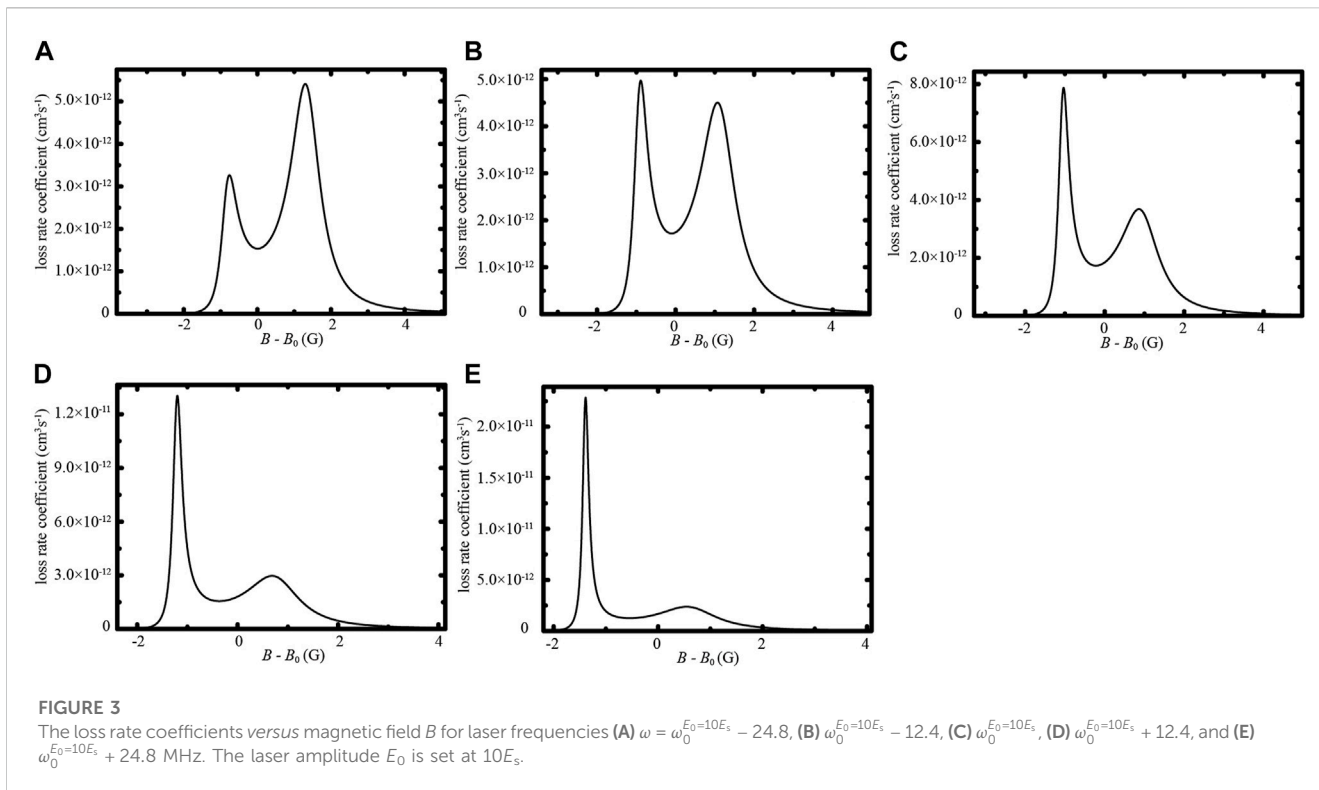 A
loss rate coefficient (cm³s⁻¹)
5.0×10⁻¹²
4.0×10⁻¹²
3.0×10⁻¹²
2.0×10⁻¹²
1.0×10⁻¹²
0
-2 0 2 4
B - B₀ (G)
B
loss rate coefficient (cm³s⁻¹)
5.0×10⁻¹²
4.0×10⁻¹²
3.0×10⁻¹²
2.0×10⁻¹²
1.0×10⁻¹²
0
-2 0 2 4
B - B₀ (G)
C
loss rate coefficient (cm³s⁻¹)
8.0×10⁻¹²
6.0×10⁻¹²
4.0×10⁻¹²
2.0×10⁻¹²
0
-2 0 2 4
B - B₀ (G)
D
loss rate coefficient (cm³s⁻¹)
1.2×10⁻¹¹
9.0×10⁻¹²
6.0×10⁻¹²
3.0×10⁻¹²
0
-2 0 2 4
B - B₀ (G)
E
loss rate coefficient (cm³s⁻¹)
2.0×10⁻¹¹
1.5×10⁻¹¹
1.0×10⁻¹¹
5.0×10⁻¹²
0
-2 0 2 4
B - B₀ (G)
FIGURE 3
The loss rate coefficients versus magnetic field B for laser frequencies (A) ω = ω₀^{E₀=10Eₛ} − 24.8, (B) ω₀^{E₀=10Eₛ} − 12.4, (C) ω₀^{E₀=10Eₛ}, (D) ω₀^{E₀=10Eₛ} + 12.4, and (E)
ω₀^{E₀=10Eₛ} + 24.8 MHz. The laser amplitude E₀ is set at 10Eₛ.